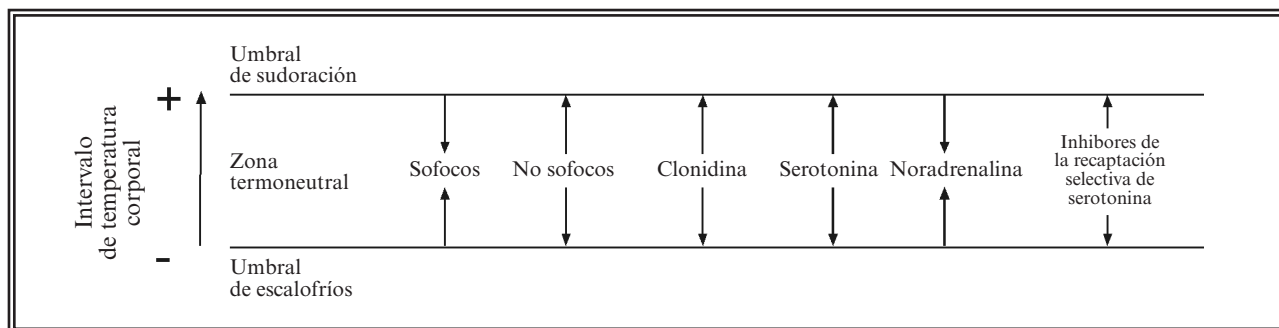 Umbral
de sudoración
+
Intervalo
de temperatura
corporal
-
Zona
termoneutral
Sofocos
No sofocos
Clonidina
Serotonina
Noradrenalina
Inhibores de
la recaptación
selectiva de
serotonina
Umbral
de escalofríos